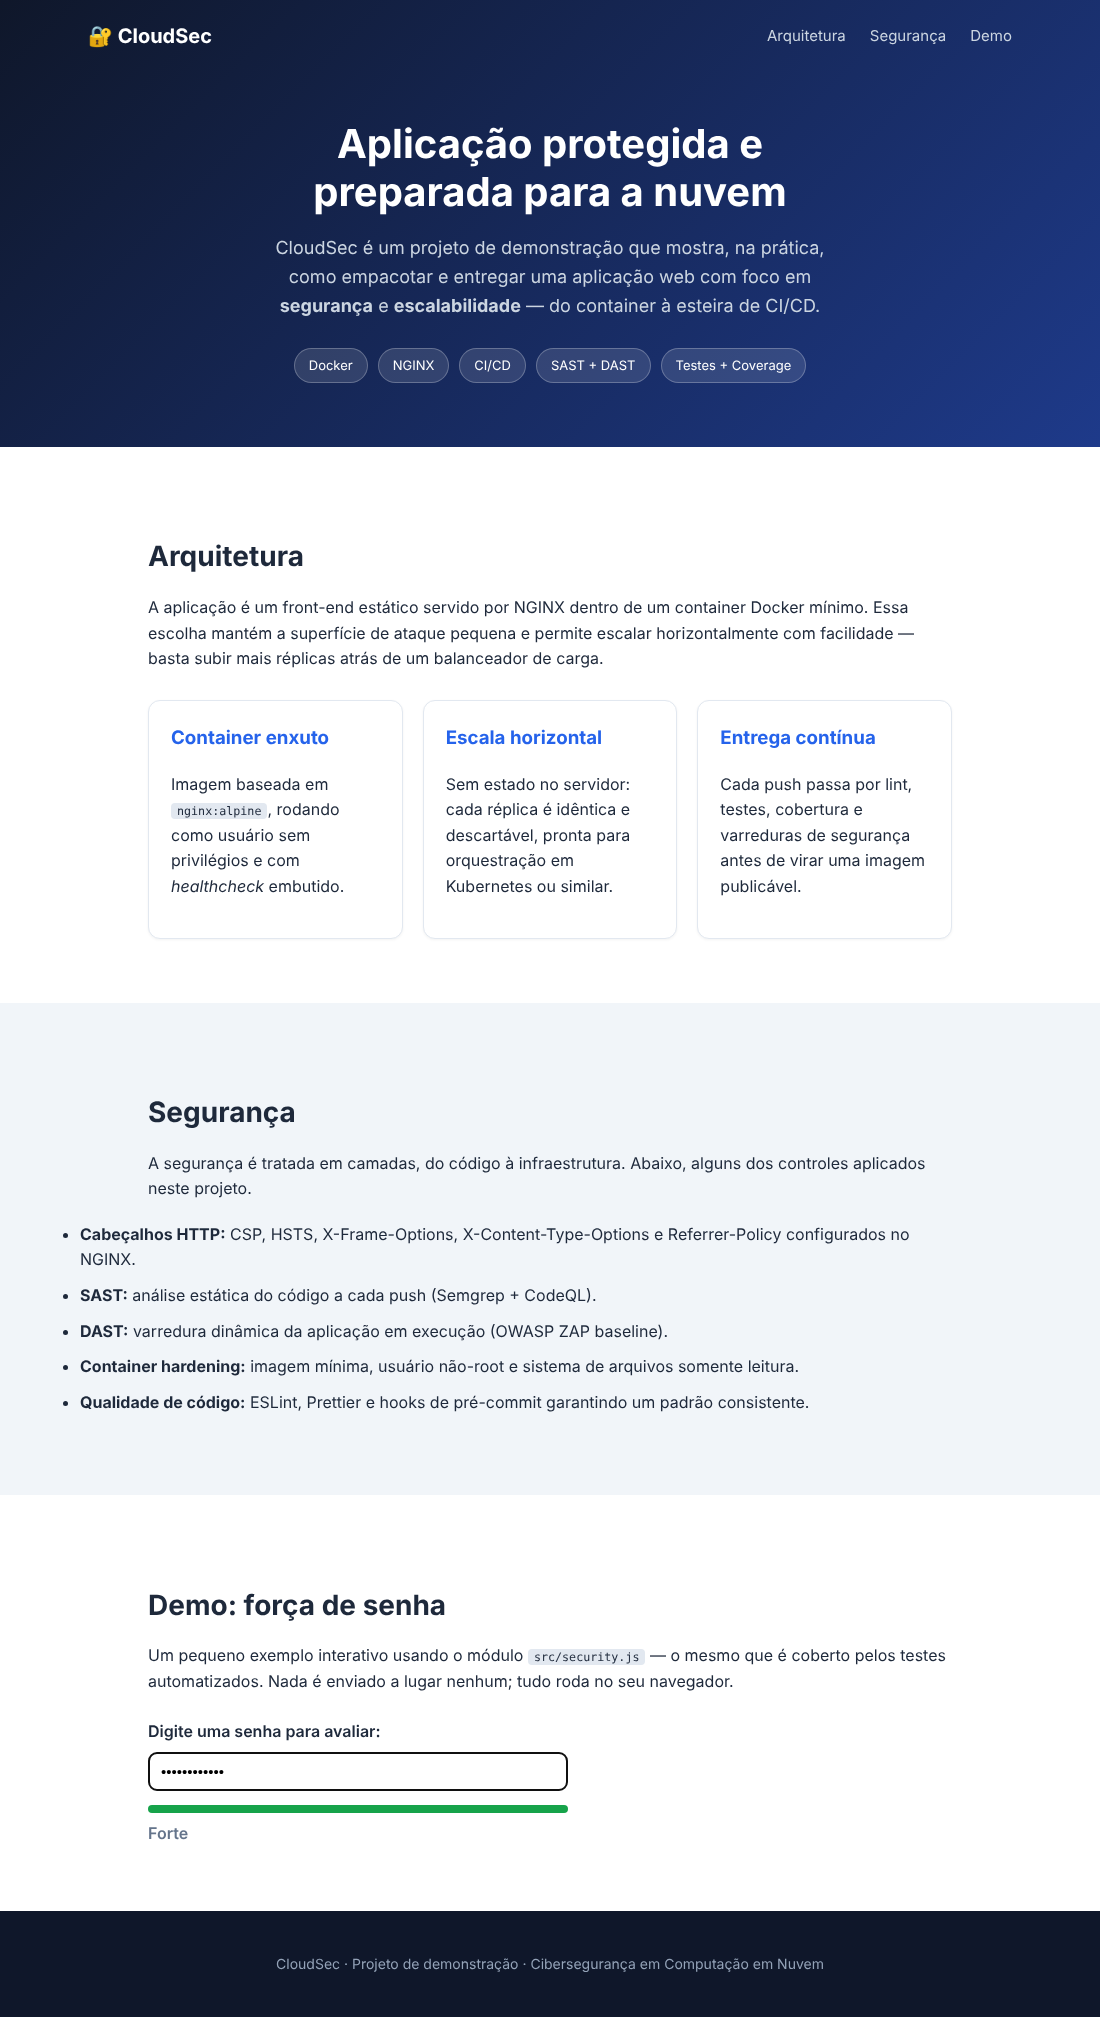 🔐 CloudSec
Arquitetura Segurança Demo
Aplicação protegida e
preparada para a nuvem
CloudSec é um projeto de demonstração que mostra, na prática,
como empacotar e entregar uma aplicação web com foco em
segurança e escalabilidade — do container à esteira de CI/CD.
Docker NGINX CI/CD SAST + DAST Testes + Coverage
Arquitetura
A aplicação é um front-end estático servido por NGINX dentro de um container Docker mínimo. Essa
escolha mantém a superfície de ataque pequena e permite escalar horizontalmente com facilidade —
basta subir mais réplicas atrás de um balanceador de carga.
Container enxuto
Imagem baseada em
nginx:alpine, rodando
como usuário sem
privilégios e com
healthcheck embutido.
Escala horizontal
Sem estado no servidor:
cada réplica é idêntica e
descartável, pronta para
orquestração em
Kubernetes ou similar.
Entrega contínua
Cada push passa por lint,
testes, cobertura e
varreduras de segurança
antes de virar uma imagem
publicável.
Segurança
A segurança é tratada em camadas, do código à infraestrutura. Abaixo, alguns dos controles aplicados
neste projeto.
• Cabeçalhos HTTP: CSP, HSTS, X-Frame-Options, X-Content-Type-Options e Referrer-Policy configurados no
NGINX.
• SAST: análise estática do código a cada push (Semgrep + CodeQL).
• DAST: varredura dinâmica da aplicação em execução (OWASP ZAP baseline).
• Container hardening: imagem mínima, usuário não-root e sistema de arquivos somente leitura.
• Qualidade de código: ESLint, Prettier e hooks de pré-commit garantindo um padrão consistente.
Demo: força de senha
Um pequeno exemplo interativo usando o módulo src/security.js — o mesmo que é coberto pelos testes
automatizados. Nada é enviado a lugar nenhum; tudo roda no seu navegador.
Digite uma senha para avaliar:
••••••••••••
Forte
CloudSec · Projeto de demonstração · Cibersegurança em Computação em Nuvem